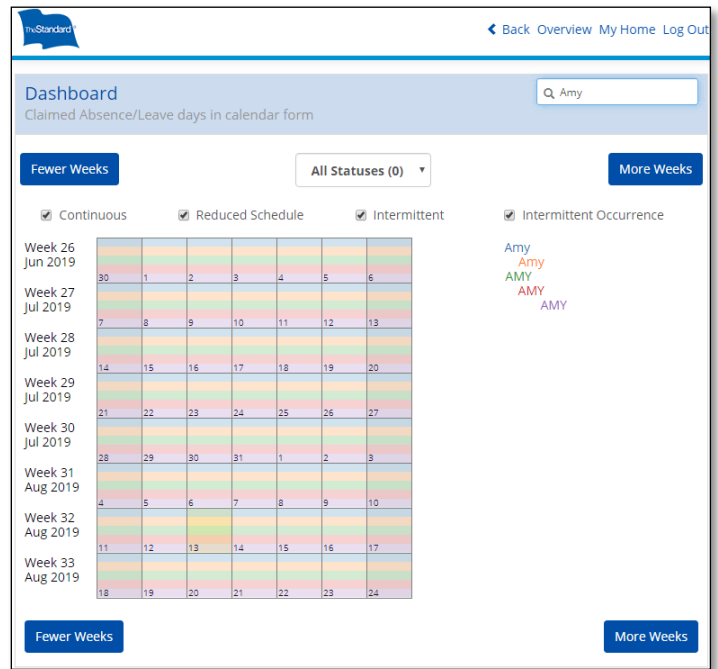 TheStandard
Back Overview My Home Log Out
Dashboard
Amy
Claimed Absence/Leave days in calendar form
Fewer Weeks
All Statuses (0)
More Weeks
Continuous
Reduced Schedule
Intermittent
Intermittent Occurrence
Week 26
Jun 2019
30 1 2 3 4 5 6
Week 27
Jul 2019
7 8 9 10 11 12 13
Week 28
Jul 2019
14 15 16 17 18 19 20
Week 29
Jul 2019
21 22 23 24 25 26 27
Week 30
Jul 2019
28 29 30 31 1 2 3
Week 31
Aug 2019
4 5 6 7 8 9 10
Week 32
Aug 2019
11 12 13 14 15 16 17
Week 33
Aug 2019
18 19 20 21 22 23 24
Amy
Amy
AMY
AMY
AMY
Fewer Weeks
More Weeks